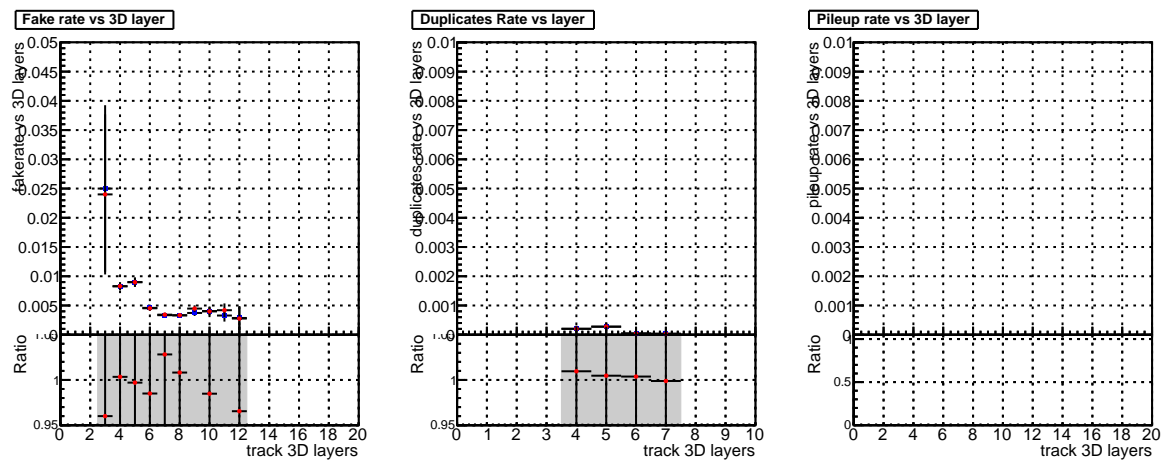 Fake rate vs 3D layer
fakerate vs 3D layers
0.05
0.045
0.04
0.035
0.03
0.025
0.02
0.015
0.01
0.005
0
Ratio
1
0.95
0 2 4 6 8 10 12 14 16 18 20
track 3D layers
Duplicates Rate vs layer
duplicates rate vs 3D layers
0.01
0.009
0.008
0.007
0.006
0.005
0.004
0.003
0.002
0.001
0
Ratio
1
0.95
0 1 2 3 4 5 6 7 8 9 10
track 3D layers
Pileup rate vs 3D layer
pileup rate vs 3D layers
0.01
0.009
0.008
0.007
0.006
0.005
0.004
0.003
0.002
0.001
0
Ratio
1
0.5
0
0 2 4 6 8 10 12 14 16 18 20
track 3D layers